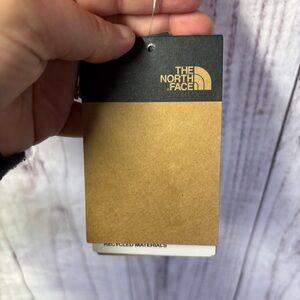 THE
NORTH
FACE
RECYCLED MATERIALS